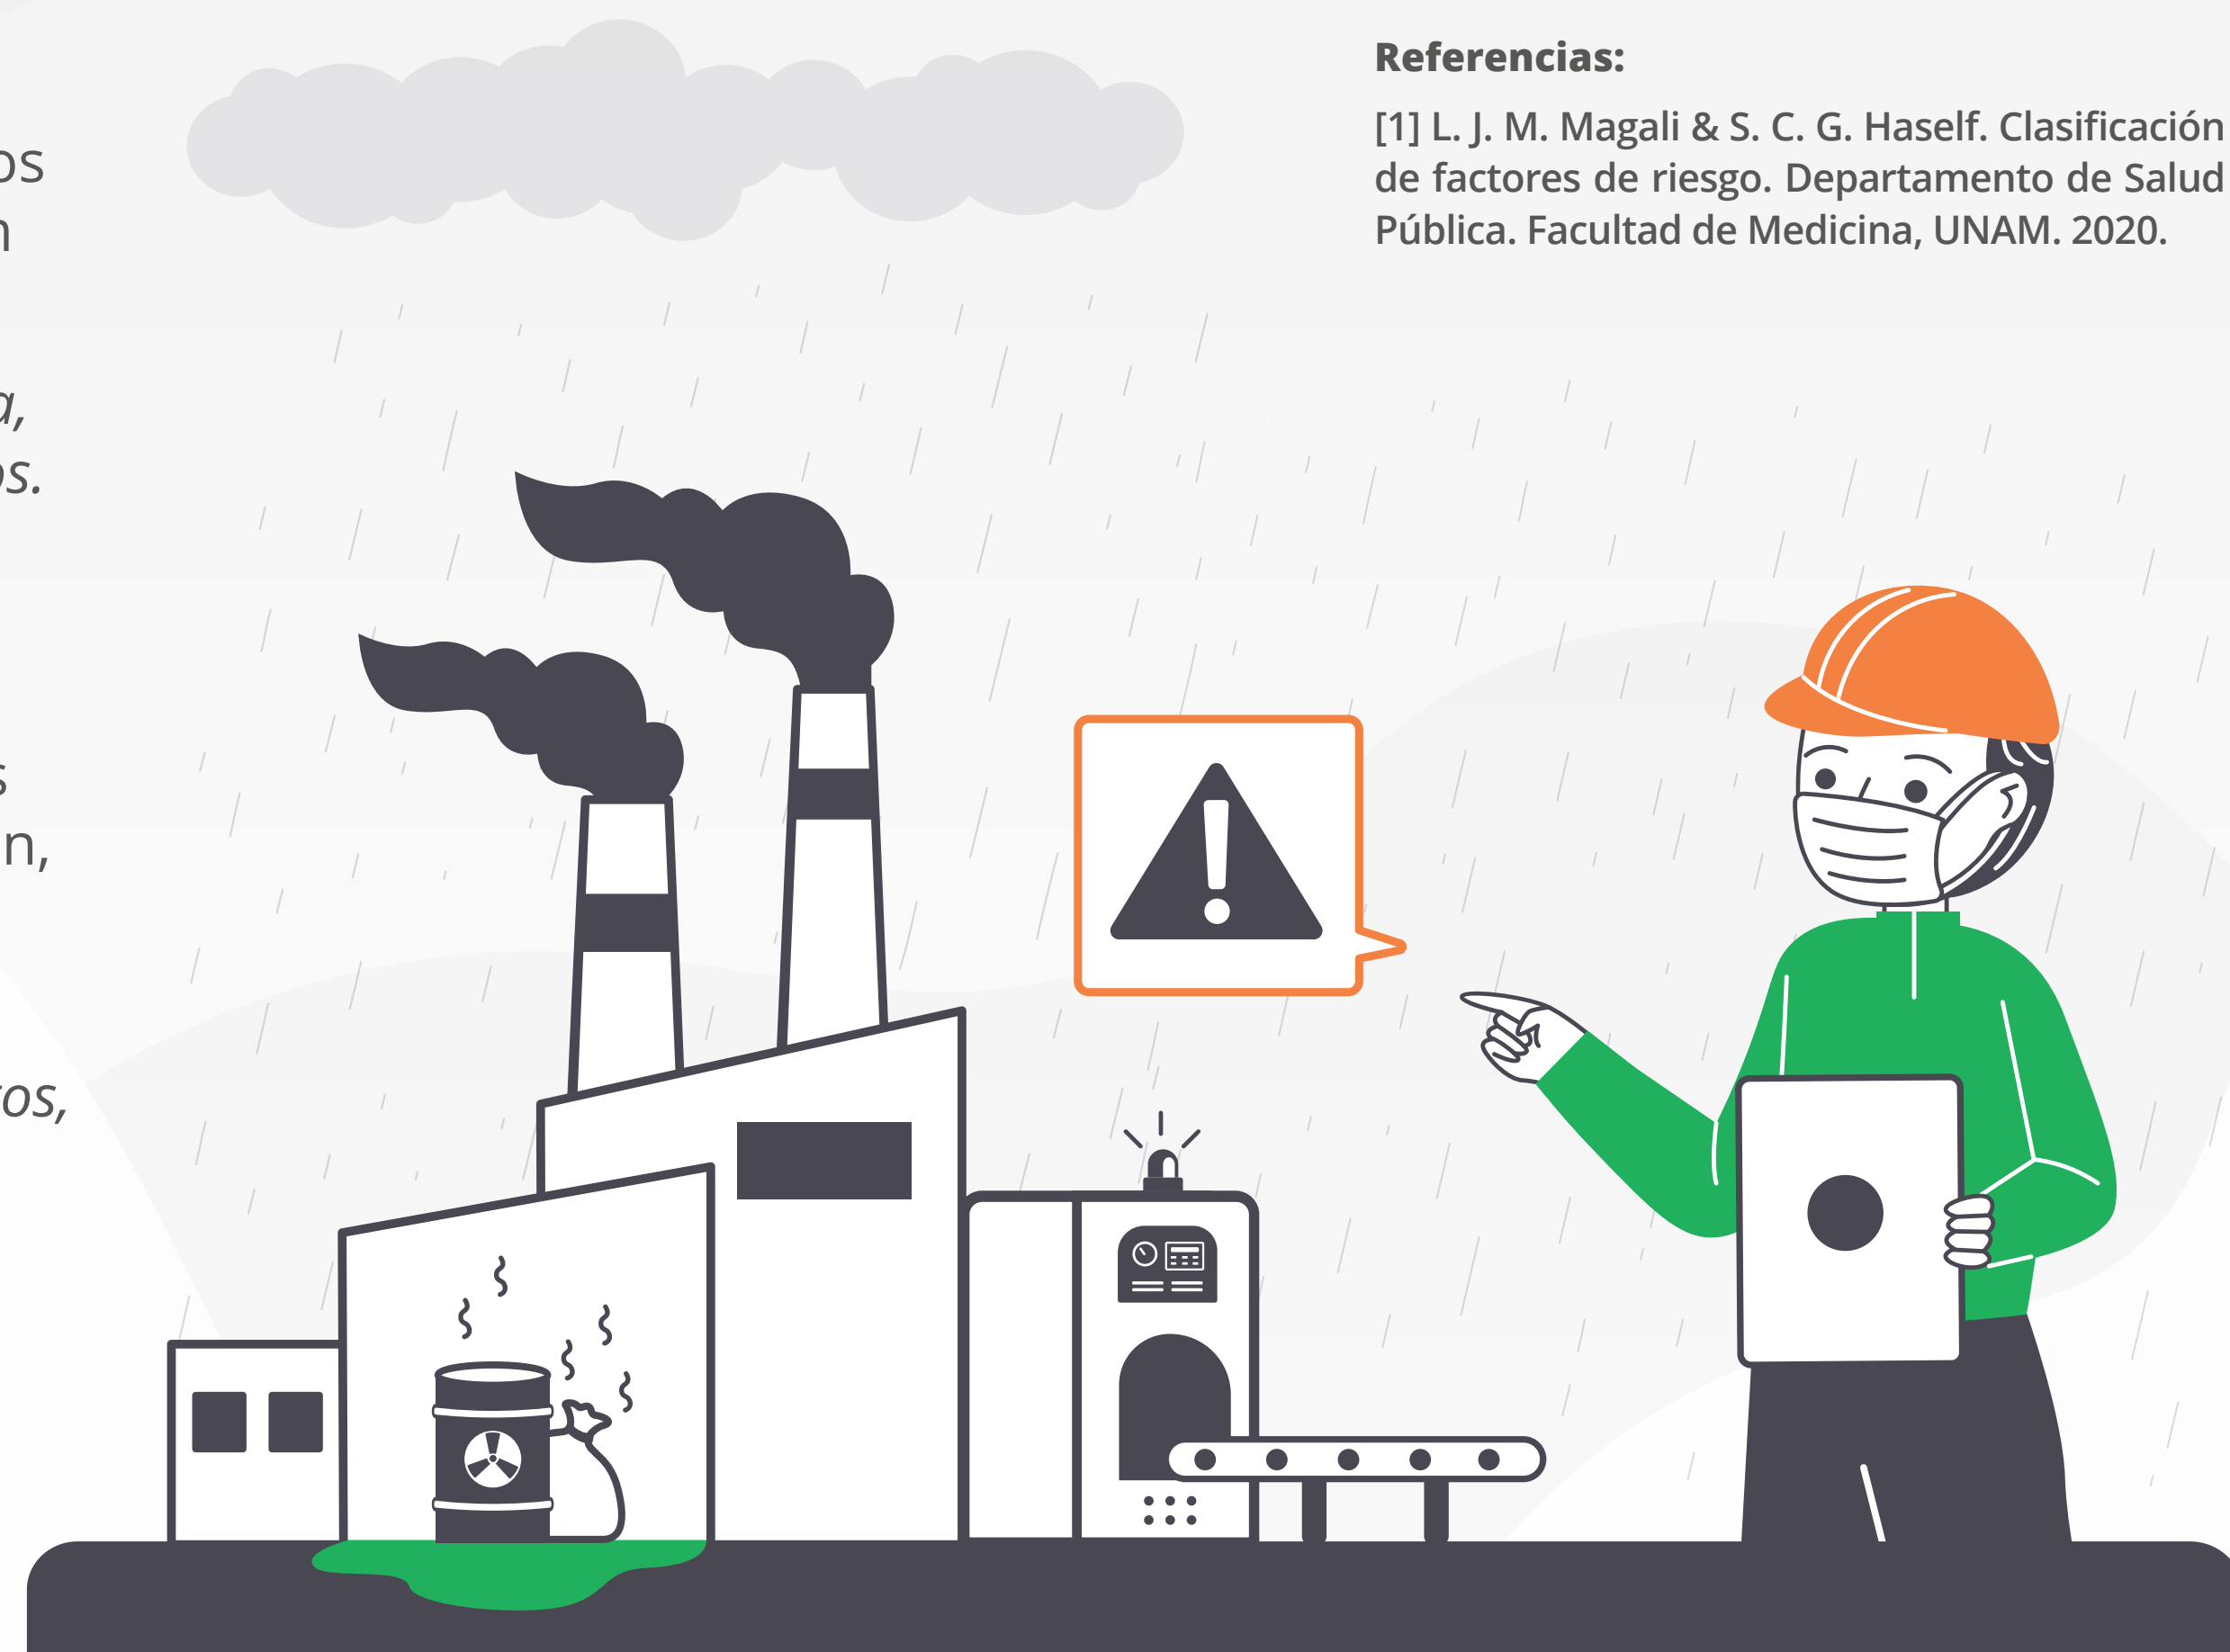 Referencias:
[1] L. J. M. Magali & S. C. G. Haself. Clasificación
de factores de riesgo. Departamento de Salud
Pública. Facultad de Medicina, UNAM. 2020.